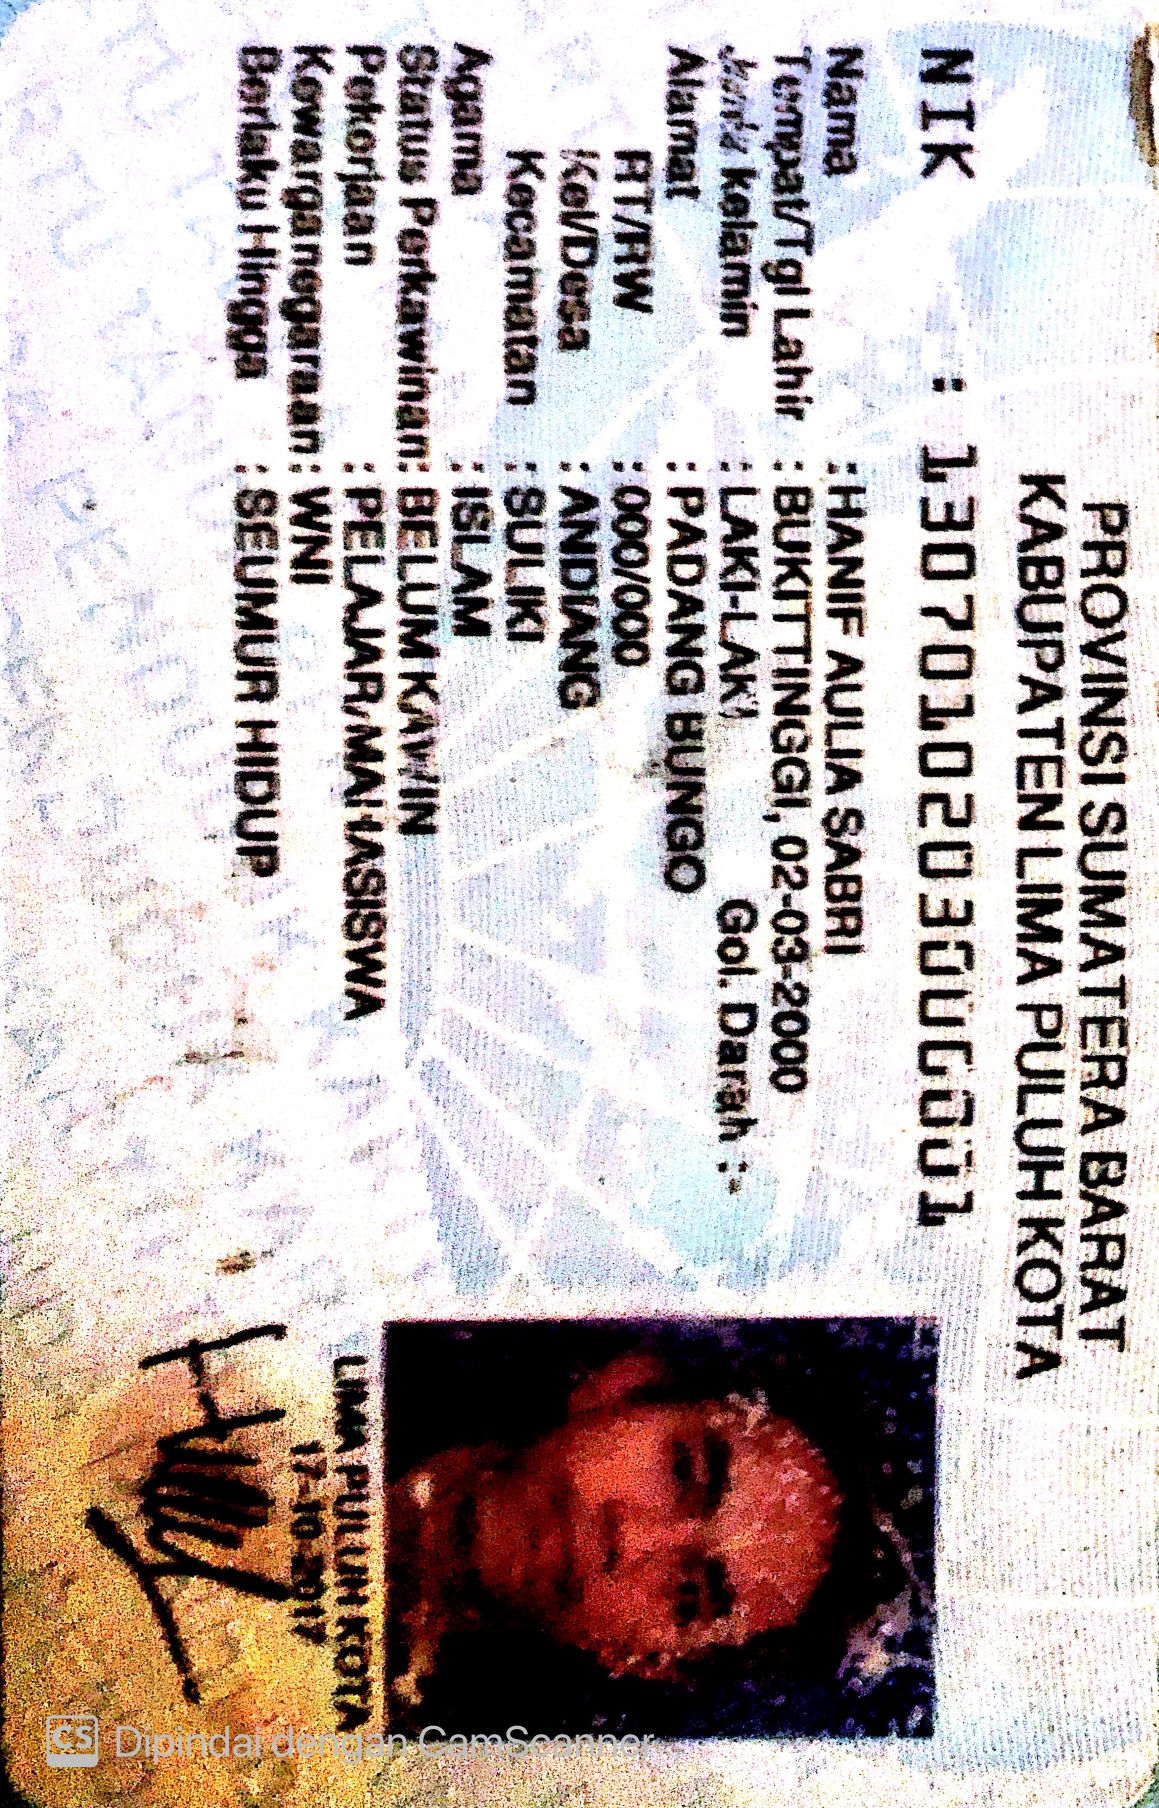 PROVINSI SUMATERA BARAT
KABUPATEN LIMA PULUH KOTA
NIK : 1307010203000001
Nama : HANIF AULIA SABRI
Tempat/Tgl Lahir : BUKITTINGGI, 02-03-2000
Jenis kelamin : LAKI-LAKI Gol. Darah : -
Alamat : PADANG BUNGO
RT/RW : 000/000
Kel/Desa : ANDIANG
Kecamatan : SULIKI
Agama : ISLAM
Status Perkawinan : BELUM KAWIN
Pekerjaan : PELAJAR/MAHASISWA
Kewarganegaraan : WNI
Berlaku Hingga : SEUMUR HIDUP
LIMA PULUH KOTA
17-10-2017
CS Dipindai dengan CamScanner